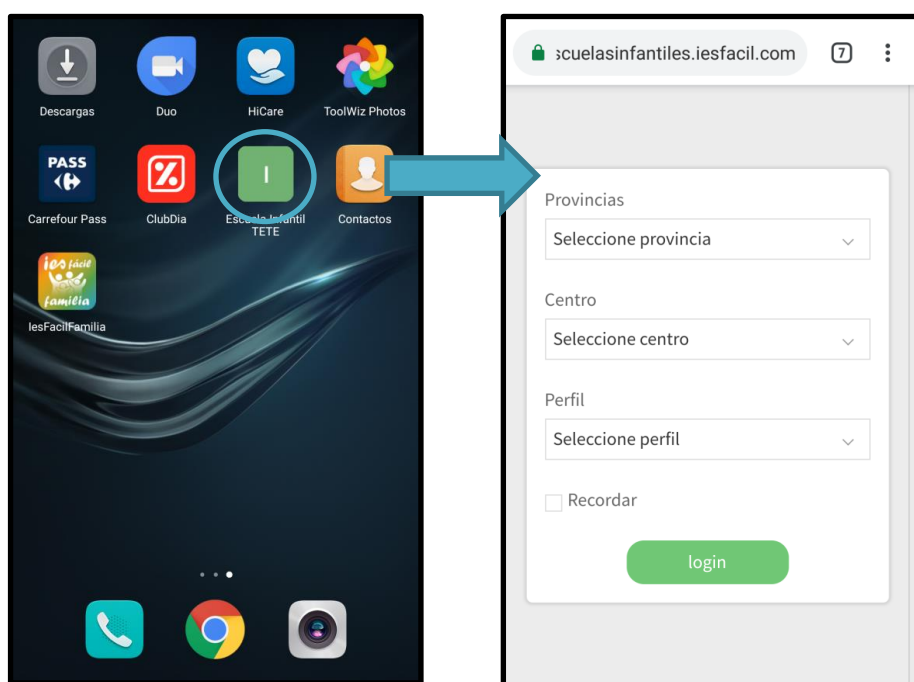 Descargas
Duo
HiCare
ToolWiz Photos
PASS
Carrefour Pass
ClubDia
I
Escuela Infantil
TETE
Contactos
ies fácil
familia
IesFacilFamilia
scuelasinfantiles.iesfacil.com
7
Provincias
Seleccione provincia
Centro
Seleccione centro
Perfil
Seleccione perfil
Recordar
login